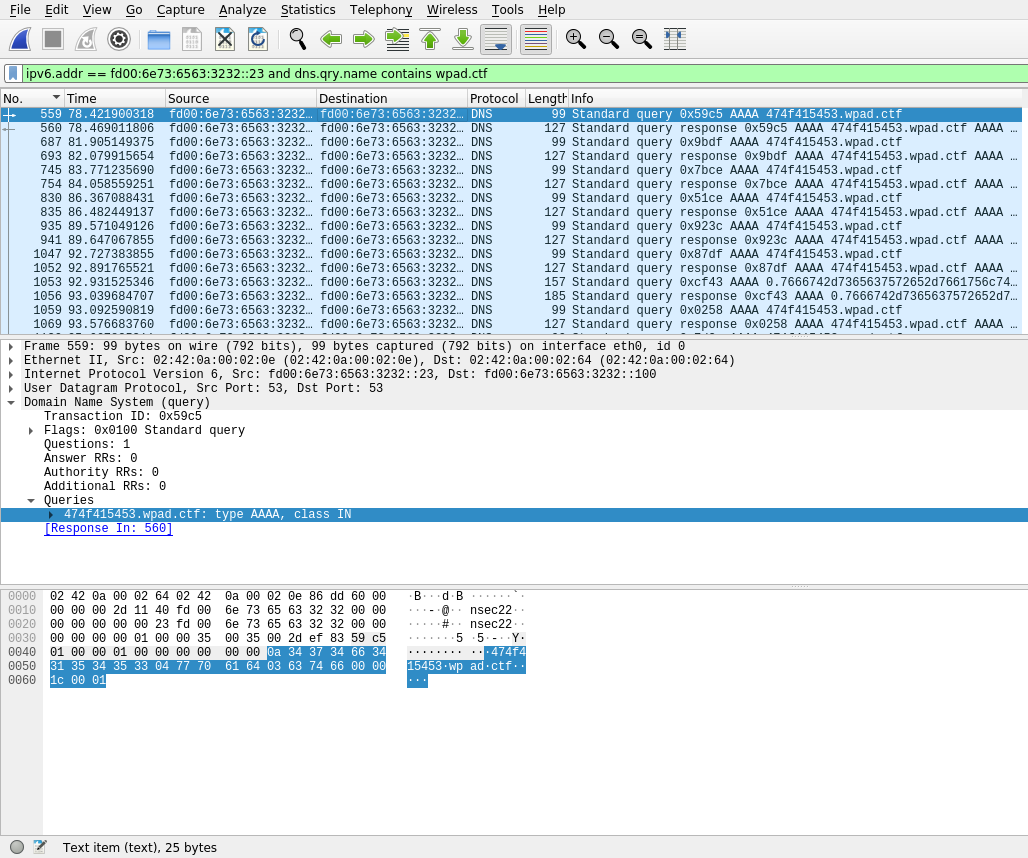 File Edit View Go Capture Analyze Statistics Telephony Wireless Tools Help
ipv6.addr == fd00:6e73:6563:3232::23 and dns.qry.name contains wpad.ctf
No. Time Source Destination Protocol Length Info
559 78.421900318 fd00:6e73:6563:3232… fd00:6e73:6563:3232… DNS 99 Standard query 0x59c5 AAAA 474f415453.wpad.ctf
560 78.469011806 fd00:6e73:6563:3232… fd00:6e73:6563:3232… DNS 127 Standard query response 0x59c5 AAAA 474f415453.wpad.ctf AAAA …
687 81.905149375 fd00:6e73:6563:3232… fd00:6e73:6563:3232… DNS 99 Standard query 0x9bdf AAAA 474f415453.wpad.ctf
693 82.079915654 fd00:6e73:6563:3232… fd00:6e73:6563:3232… DNS 127 Standard query response 0x9bdf AAAA 474f415453.wpad.ctf AAAA …
745 83.771235690 fd00:6e73:6563:3232… fd00:6e73:6563:3232… DNS 99 Standard query 0x7bce AAAA 474f415453.wpad.ctf
754 84.058559251 fd00:6e73:6563:3232… fd00:6e73:6563:3232… DNS 127 Standard query response 0x7bce AAAA 474f415453.wpad.ctf AAAA …
830 86.367088431 fd00:6e73:6563:3232… fd00:6e73:6563:3232… DNS 99 Standard query 0x51ce AAAA 474f415453.wpad.ctf
835 86.482449137 fd00:6e73:6563:3232… fd00:6e73:6563:3232… DNS 127 Standard query response 0x51ce AAAA 474f415453.wpad.ctf AAAA …
935 89.571049126 fd00:6e73:6563:3232… fd00:6e73:6563:3232… DNS 99 Standard query 0x923c AAAA 474f415453.wpad.ctf
941 89.647067855 fd00:6e73:6563:3232… fd00:6e73:6563:3232… DNS 127 Standard query response 0x923c AAAA 474f415453.wpad.ctf AAAA …
1047 92.727383855 fd00:6e73:6563:3232… fd00:6e73:6563:3232… DNS 99 Standard query 0x87df AAAA 474f415453.wpad.ctf
1052 92.891765521 fd00:6e73:6563:3232… fd00:6e73:6563:3232… DNS 127 Standard query response 0x87df AAAA 474f415453.wpad.ctf AAAA …
1053 92.931525346 fd00:6e73:6563:3232… fd00:6e73:6563:3232… DNS 157 Standard query 0xcf43 AAAA 0.7666742d7365637572652d7661756c74…
1056 93.039684707 fd00:6e73:6563:3232… fd00:6e73:6563:3232… DNS 185 Standard query response 0xcf43 AAAA 0.7666742d7365637572652d7…
1059 93.092590819 fd00:6e73:6563:3232… fd00:6e73:6563:3232… DNS 99 Standard query 0x0258 AAAA 474f415453.wpad.ctf
1069 93.576683760 fd00:6e73:6563:3232… fd00:6e73:6563:3232… DNS 127 Standard query response 0x0258 AAAA 474f415453.wpad.ctf AAAA …
Frame 559: 99 bytes on wire (792 bits), 99 bytes captured (792 bits) on interface eth0, id 0
Ethernet II, Src: 02:42:0a:00:02:0e (02:42:0a:00:02:0e), Dst: 02:42:0a:00:02:64 (02:42:0a:00:02:64)
Internet Protocol Version 6, Src: fd00:6e73:6563:3232::23, Dst: fd00:6e73:6563:3232::100
User Datagram Protocol, Src Port: 53, Dst Port: 53
Domain Name System (query)
Transaction ID: 0x59c5
Flags: 0x0100 Standard query
Questions: 1
Answer RRs: 0
Authority RRs: 0
Additional RRs: 0
Queries
474f415453.wpad.ctf: type AAAA, class IN
[Response In: 560]
0000 02 42 0a 00 02 64 02 42 0a 00 02 0e 86 dd 60 00 ·B···d·B ······`·
0010 00 00 00 2d 11 40 fd 00 6e 73 65 63 32 32 00 00 ···-·@·· nsec22··
0020 00 00 00 00 00 23 fd 00 6e 73 65 63 32 32 00 00 ·····#·· nsec22··
0030 00 00 00 00 01 00 00 35 00 35 00 2d ef 83 59 c5 ·······5 ·5·-··Y·
0040 01 00 00 01 00 00 00 00 00 00 0a 34 37 34 66 34 ········ ···474f4
0050 31 35 34 35 33 04 77 70 61 64 03 63 74 66 00 00 15453·wp ad·ctf··
0060 1c 00 01 ···
Text item (text), 25 bytes